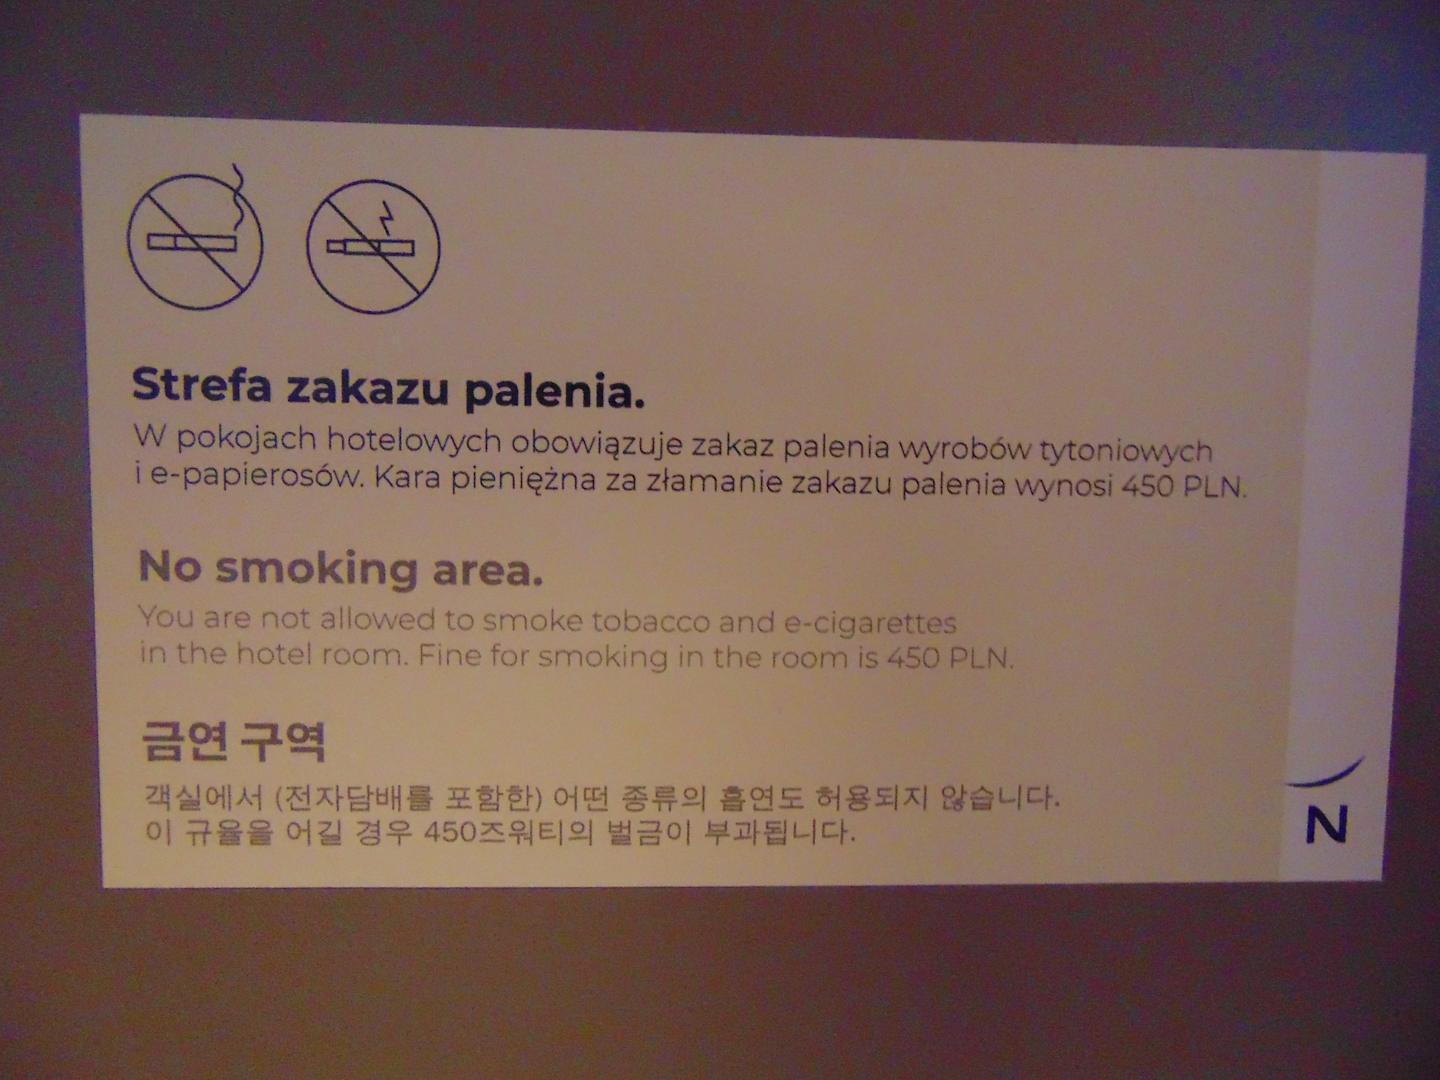 Strefa zakazu palenia.
W pokojach hotelowych obowiązuje zakaz palenia wyrobów tytoniowych
i e-papierosów. Kara pieniężna za złamanie zakazu palenia wynosi 450 PLN.
No smoking area.
You are not allowed to smoke tobacco and e-cigarettes
in the hotel room. Fine for smoking in the room is 450 PLN.
금연 구역
객실에서 (전자담배를 포함한) 어떤 종류의 흡연도 허용되지 않습니다.
이 규율을 어길 경우 450즈워티의 벌금이 부과됩니다.
N